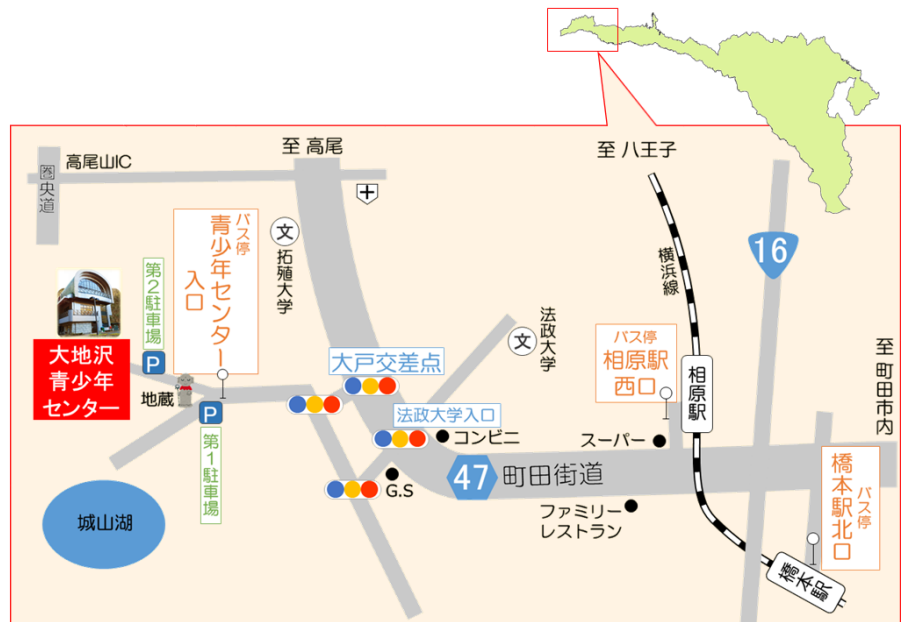 至 高尾
至 八王子
高尾山IC
圏央道
文
拓殖大学
横浜線
16
バス停
青少年センター
入口
第2駐車場
P
大地沢
青少年
センター
地蔵
P
第1駐車場
城山湖
大戸交差点
文
法政大学
法政大学入口
コンビニ
G.S
47
町田街道
バス停
相原駅
西口
相原駅
スーパー
ファミリー
レストラン
至 町田市内
バス停
橋本駅北口
橋本駅